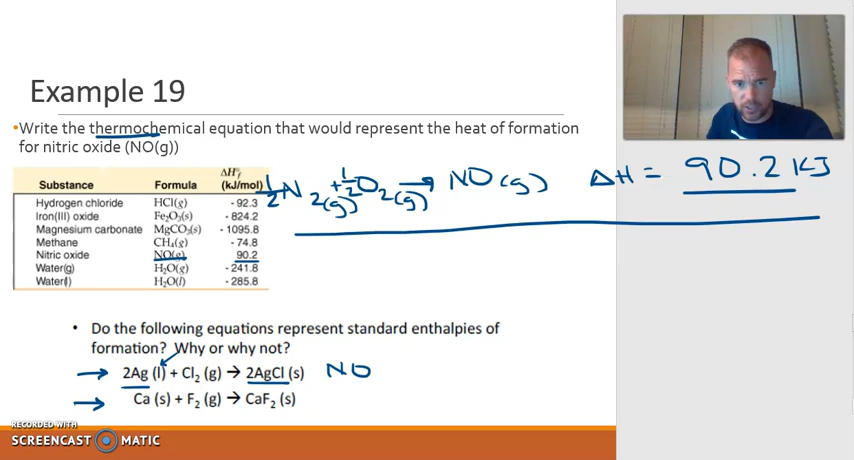 Example 19
•Write the thermochemical equation that would represent the heat of formation
for nitric oxide (NO(g))
½N₂(g) + ½O₂(g) → NO(g) ΔH = 90.2 KJ
Substance Formula ΔH°f (kJ/mol)
Hydrogen chloride HCl(g) - 92.3
Iron(III) oxide Fe₂O₃(s) - 824.2
Magnesium carbonate MgCO₃(s) - 1095.8
Methane CH₄(g) - 74.8
Nitric oxide NO(g) 90.2
Water(g) H₂O(g) - 241.8
Water(l) H₂O(l) - 285.8
• Do the following equations represent standard enthalpies of
formation? Why or why not?
2Ag (l) + Cl₂ (g) → 2AgCl (s) NO
Ca (s) + F₂ (g) → CaF₂ (s)
RECORDED WITH
SCREENCAST MATIC